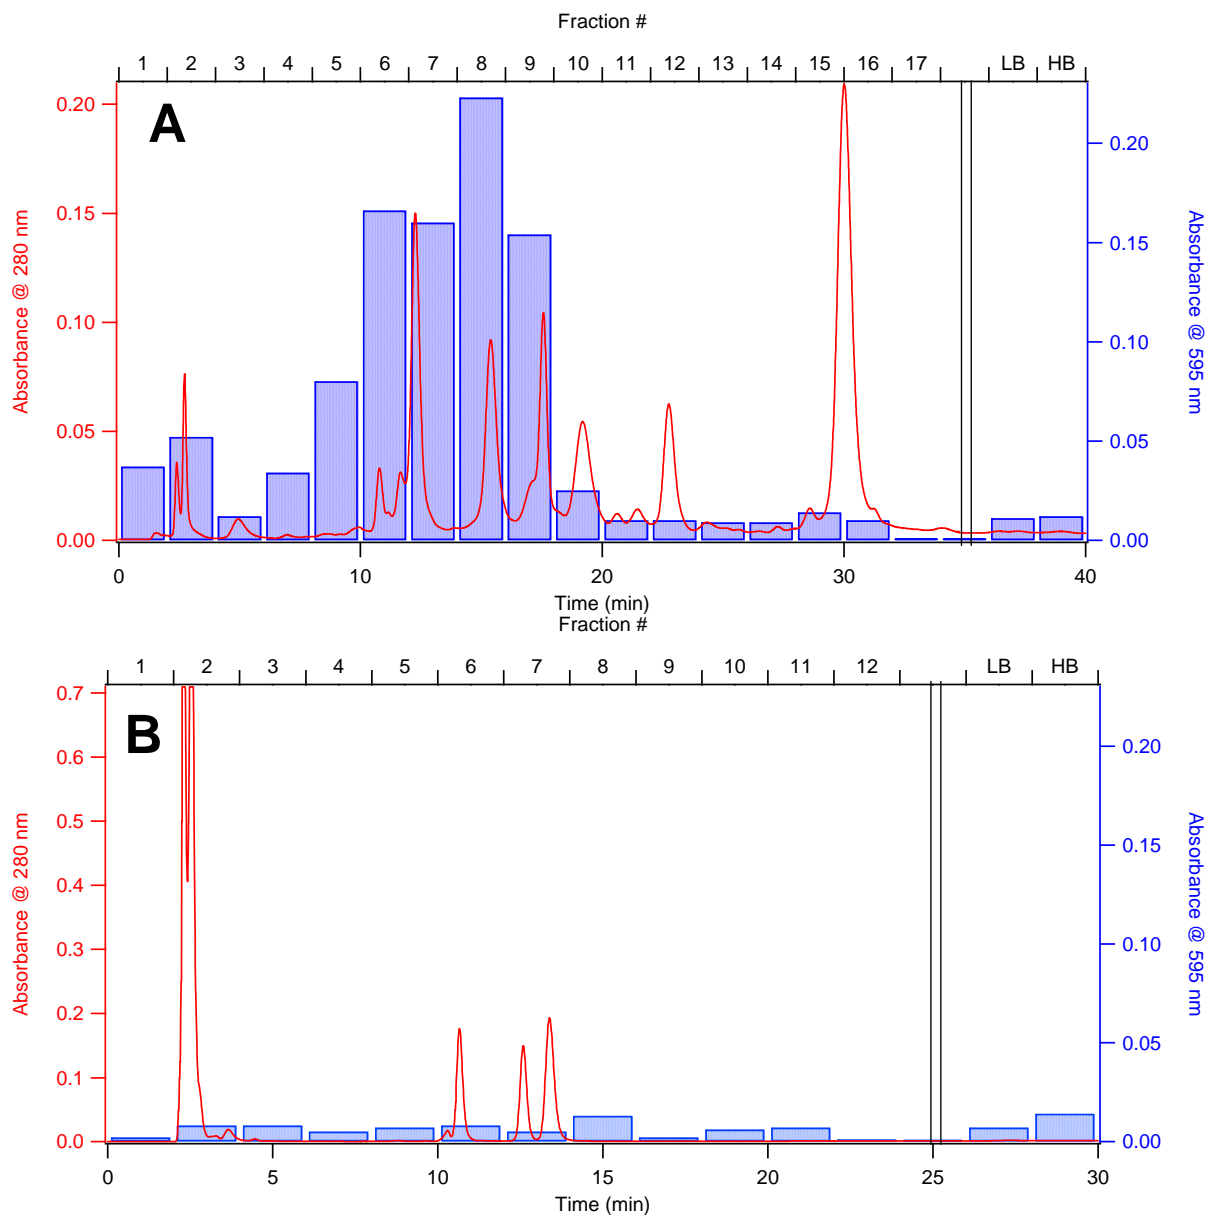 Fraction #
1 2 3 4 5 6 7 8 9 10 11 12 13 14 15 16 17 LB HB
A
0.20
0.15
0.10
0.05
0.00
Absorbance @ 280 nm
0.20
0.15
0.10
0.05
0.00
Absorbance @ 595 nm
0 10 20 30 40
Time (min)
Fraction #
1 2 3 4 5 6 7 8 9 10 11 12 LB HB
B
0.7
0.6
0.5
0.4
0.3
0.2
0.1
0.0
Absorbance @ 280 nm
0.20
0.15
0.10
0.05
0.00
Absorbance @ 595 nm
0 5 10 15 20 25 30
Time (min)